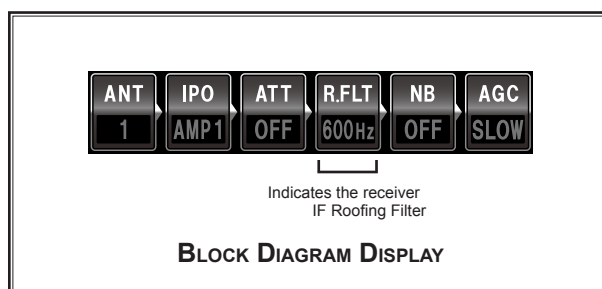 ANT IPO ATT R.FLT NB AGC
1 AMP1 OFF 600Hz OFF SLOW
Indicates the receiver
IF Roofing Filter
BLOCK DIAGRAM DISPLAY